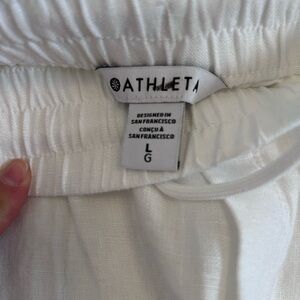 ATHLETA
DESIGNED IN
SAN FRANCISCO
CONÇU À
SAN FRANCISCO
L
G